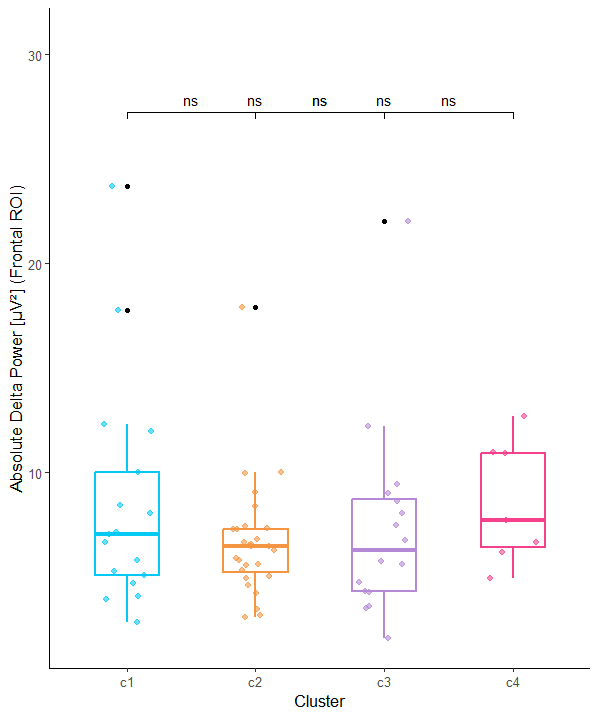 30
ns ns ns ns ns
20
10
Absolute Delta Power [µV²] (Frontal ROI)
c1 c2 c3 c4
Cluster